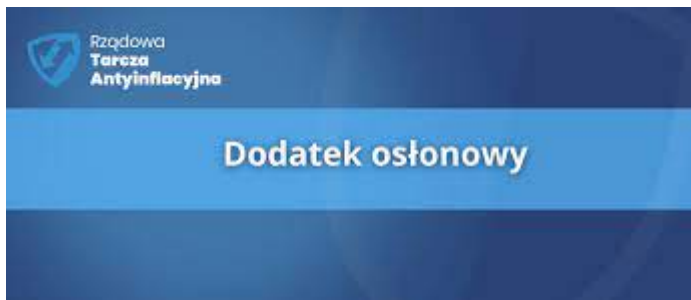 Rządowa
Tarcza
Antyinflacyjna
Dodatek osłonowy